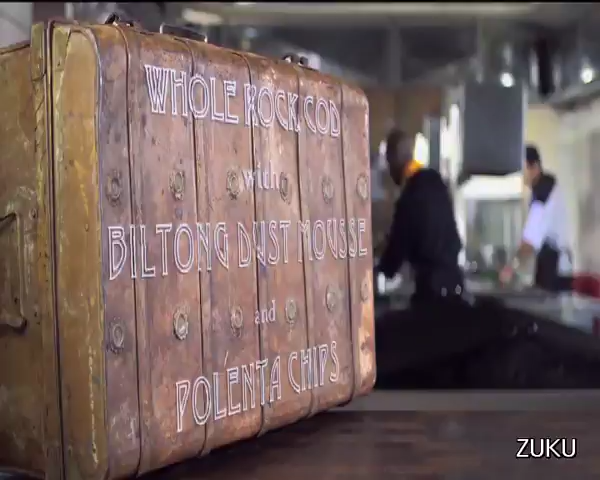 WHOLE ROCK COD
with
BILTONG DUST MOUSSE
and
POLENTA CHIPS
ZUKU